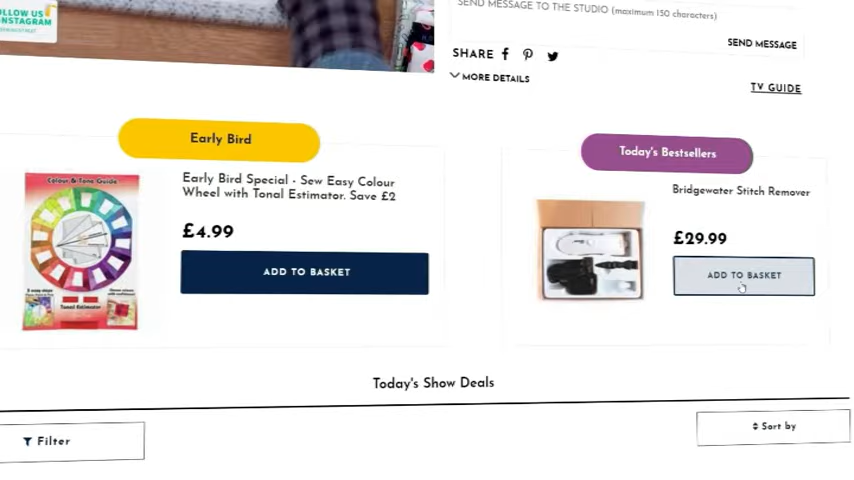 FOLLOW US
INSTAGRAM
SEND MESSAGE TO THE STUDIO (maximum 150 characters)
SEND MESSAGE
SHARE
MORE DETAILS
TV GUIDE
Early Bird
Today's Bestsellers
Colour & Tone Guide
Early Bird Special - Sew Easy Colour
Wheel with Tonal Estimator. Save £2
£4.99
ADD TO BASKET
Tonal Estimator
Bridgewater Stitch Remover
£29.99
ADD TO BASKET
Today's Show Deals
Filter
Sort by